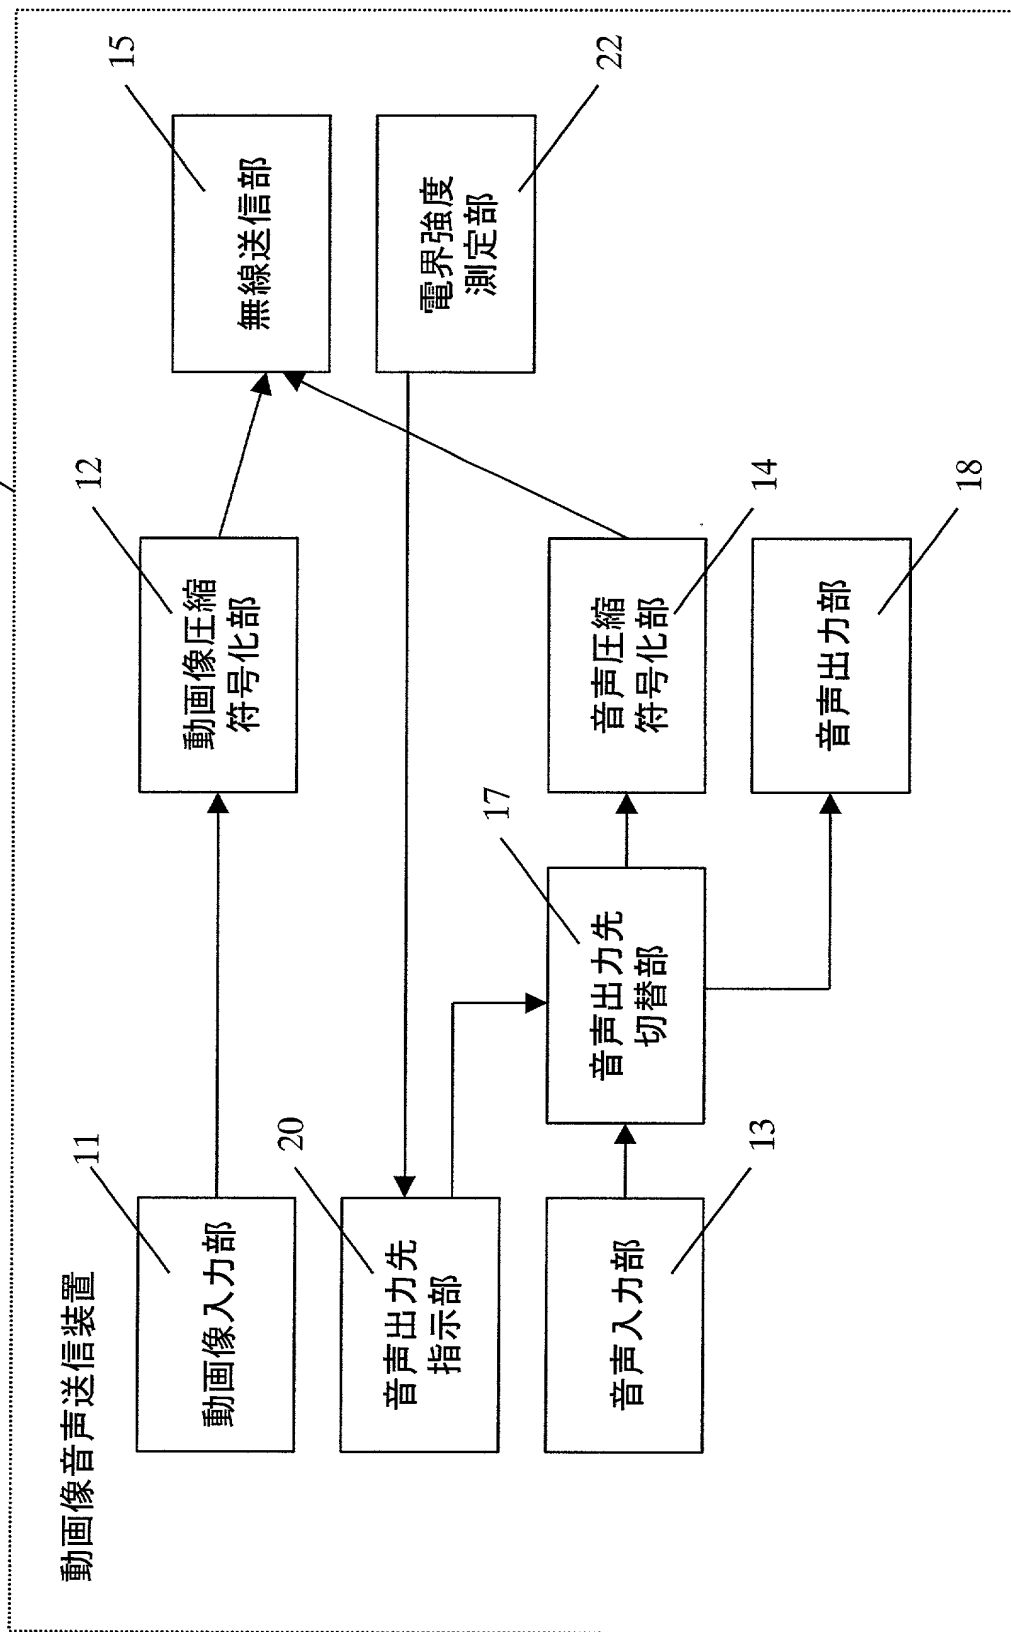 動画像音声送信装置
11
動画像入力部
12
動画像圧縮
符号化部
15
無線送信部
20
音声出力先
指示部
22
電界強度
測定部
13
音声入力部
17
音声出力先
切替部
14
音声圧縮
符号化部
18
音声出力部